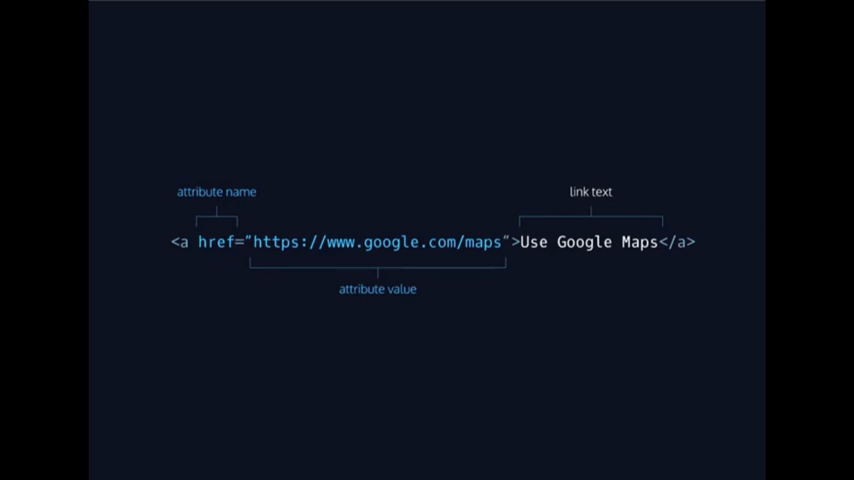 attribute name
link text
<a href="https://www.google.com/maps">Use Google Maps</a>
attribute value